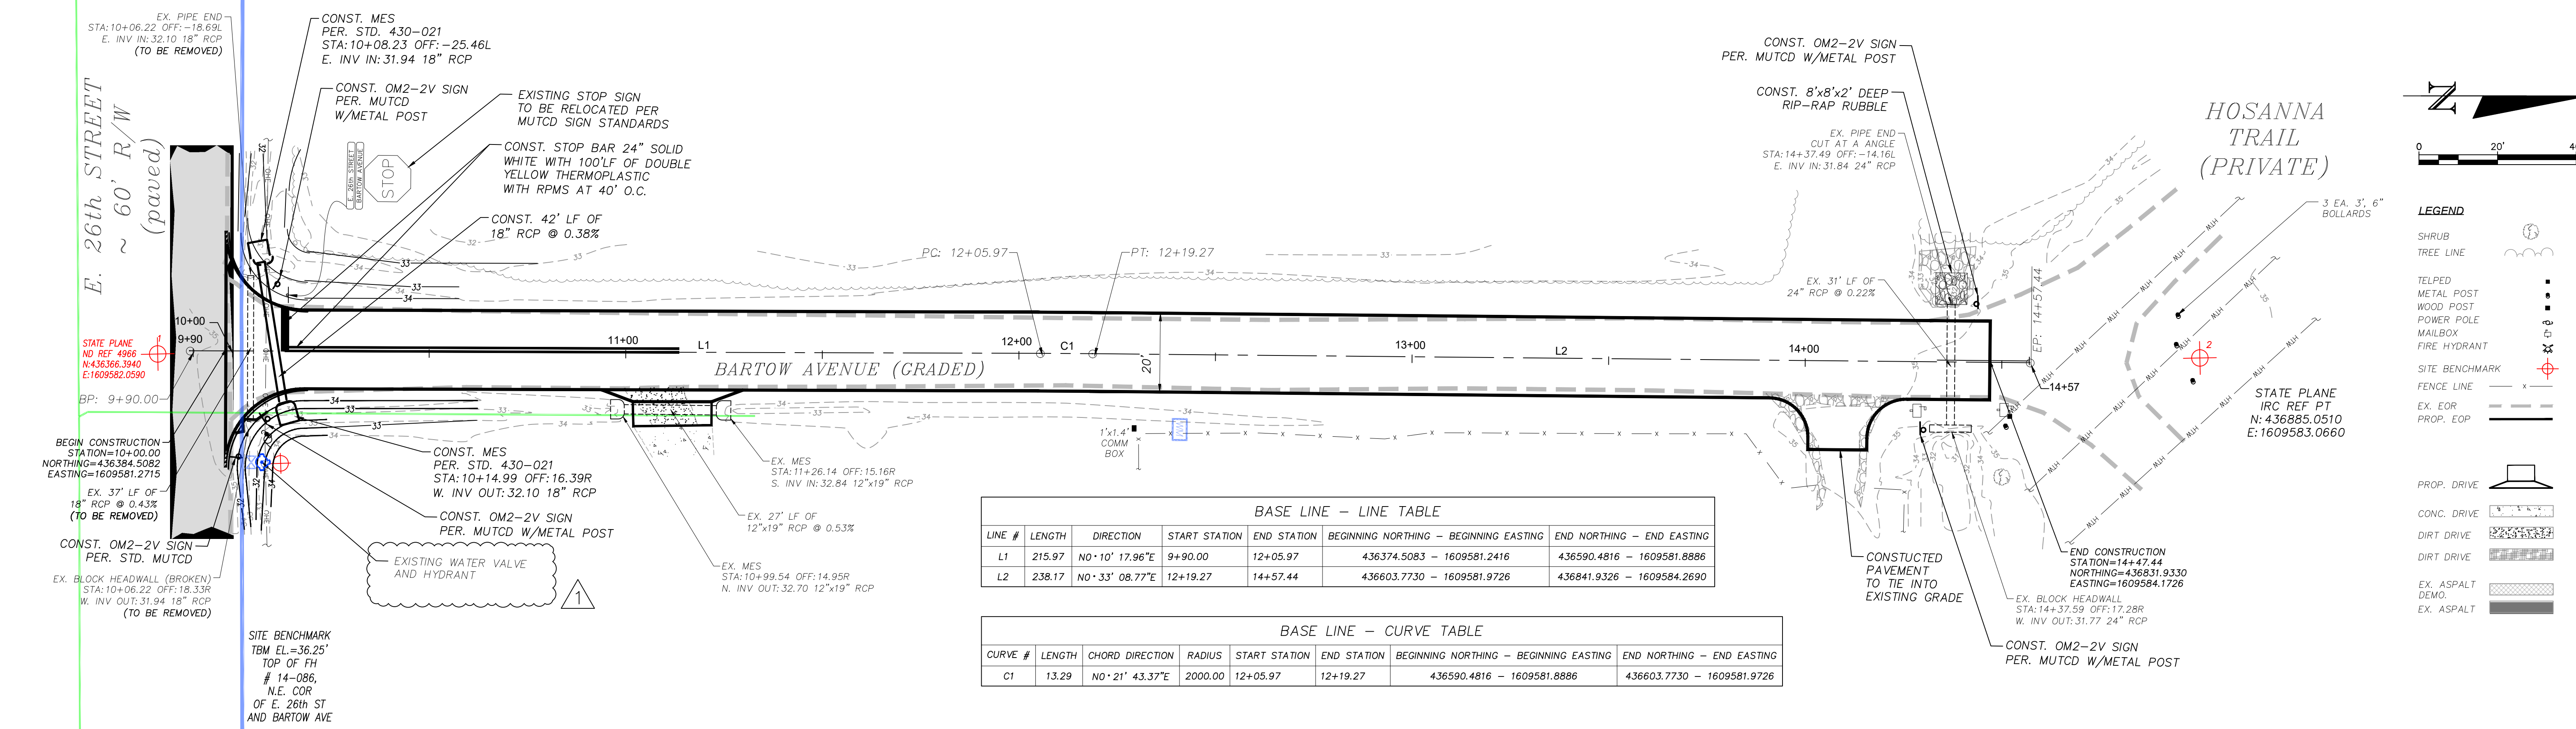 EX. PIPE END
STA:10+06.22 OFF:-18.69L
E. INV IN:32.10 18" RCP
(TO BE REMOVED)
CONST. MES
PER. STD. 430-021
STA:10+08.23 OFF:-25.46L
E. INV IN:31.94 18" RCP
CONST. OM2-2V SIGN
PER. MUTCD
W/METAL POST
EXISTING STOP SIGN
TO BE RELOCATED PER
MUTCD SIGN STANDARDS
E. 26th STREET
BARTOW AVENUE
STOP
CONST. STOP BAR 24" SOLID
WHITE WITH 100'LF OF DOUBLE
YELLOW THERMOPLASTIC
WITH RPMS AT 40' O.C.
CONST. 42' LF OF
18" RCP @ 0.38%
E. 26th STREET
~ 60' R/W
(paved)
STATE PLANE
ND REF 4966
N:436366.3940
E:1609582.0590
1
10+00
9+90
BP: 9+90.00
BEGIN CONSTRUCTION
STATION=10+00.00
NORTHING=436384.5082
EASTING=1609581.2715
EX. 37' LF OF
18" RCP @ 0.43%
(TO BE REMOVED)
CONST. OM2-2V SIGN
PER. STD. MUTCD
EX. BLOCK HEADWALL (BROKEN)
STA:10+06.22 OFF:18.33R
W. INV OUT:31.94 18" RCP
(TO BE REMOVED)
SITE BENCHMARK
TBM EL.=36.25'
TOP OF FH
# 14-086,
N.E. COR
OF E. 26th ST
AND BARTOW AVE
CONST. MES
PER. STD. 430-021
STA:10+14.99 OFF:16.39R
W. INV OUT:32.10 18" RCP
CONST. OM2-2V SIGN
PER. MUTCD W/METAL POST
EXISTING WATER VALVE
AND HYDRANT
1
11+00
L1
BARTOW AVENUE (GRADED)
PC: 12+05.97
PT: 12+19.27
12+00
C1
20'
13+00
L2
14+00
EX. MES
STA:11+26.14 OFF:15.16R
S. INV IN:32.84 12"x19" RCP
EX. 27' LF OF
12"x19" RCP @ 0.53%
EX. MES
STA:10+99.54 OFF:14.95R
N. INV OUT:32.70 12"x19" RCP
1'x1.4'
COMM
BOX
CONST. OM2-2V SIGN
PER. MUTCD W/METAL POST
CONST. 8'x8'x2' DEEP
RIP-RAP RUBBLE
EX. PIPE END
CUT AT A ANGLE
STA:14+37.49 OFF:-14.16L
E. INV IN:31.84 24" RCP
EX. 31' LF OF
24" RCP @ 0.22%
EP: 14+57.44
14+57
HOSANNA
TRAIL
(PRIVATE)
3 EA. 3', 6"
BOLLARDS
2
STATE PLANE
IRC REF PT
N: 436885.0510
E:1609583.0660
CONSTUCTED
PAVEMENT
TO TIE INTO
EXISTING GRADE
END CONSTRUCTION
STATION=14+47.44
NORTHING=436831.9330
EASTING=1609584.1726
EX. BLOCK HEADWALL
STA:14+37.59 OFF:17.28R
W. INV OUT:31.77 24" RCP
CONST. OM2-2V SIGN
PER. MUTCD W/METAL POST
BASE LINE - LINE TABLE
LINE # LENGTH DIRECTION START STATION END STATION BEGINNING NORTHING - BEGINNING EASTING END NORTHING - END EASTING
L1 215.97 N0°10' 17.96"E 9+90.00 12+05.97 436374.5083 - 1609581.2416 436590.4816 - 1609581.8886
L2 238.17 N0°33' 08.77"E 12+19.27 14+57.44 436603.7730 - 1609581.9726 436841.9326 - 1609584.2690
BASE LINE - CURVE TABLE
CURVE # LENGTH CHORD DIRECTION RADIUS START STATION END STATION BEGINNING NORTHING - BEGINNING EASTING END NORTHING - END EASTING
C1 13.29 N0°21' 43.37"E 2000.00 12+05.97 12+19.27 436590.4816 - 1609581.8886 436603.7730 - 1609581.9726
N
0 20'
LEGEND
SHRUB
TREE LINE
TELPED
METAL POST
WOOD POST
POWER POLE
MAILBOX
FIRE HYDRANT
SITE BENCHMARK
FENCE LINE
EX. EOR
PROP. EOP
PROP. DRIVE
CONC. DRIVE
DIRT DRIVE
DIRT DRIVE
EX. ASPALT
DEMO.
EX. ASPALT